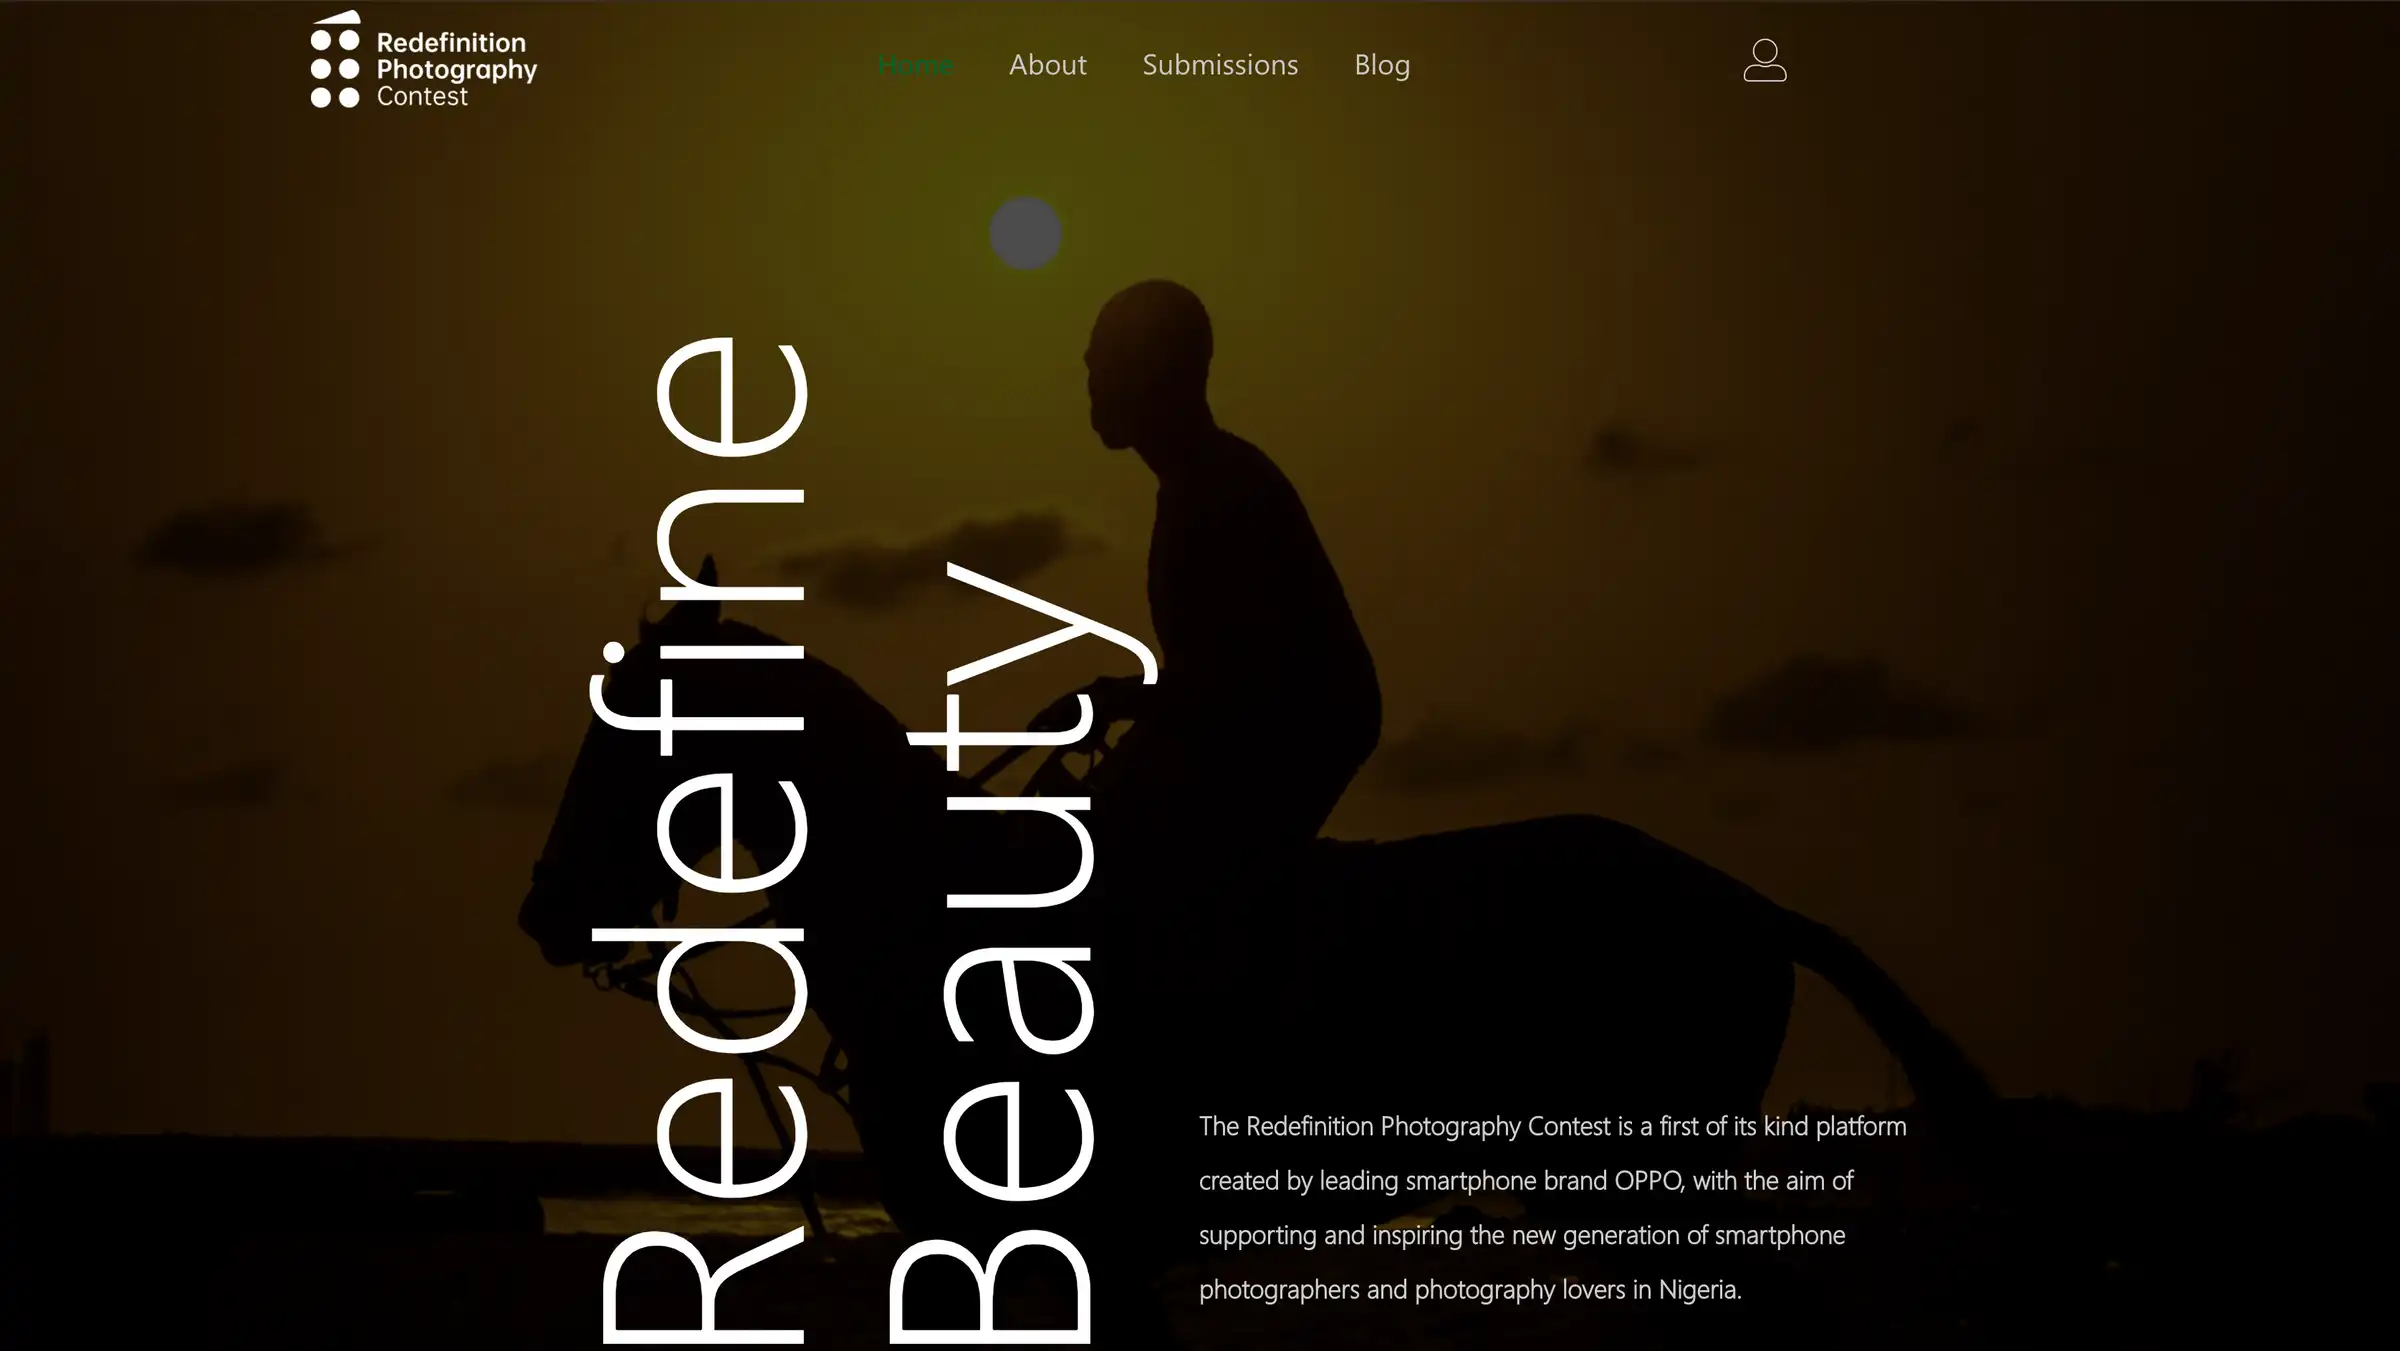 Redefinition
Photography
Contest
Home
About
Submissions
Blog
Redefine
Beauty
The Redefinition Photography Contest is a first of its kind platform
created by leading smartphone brand OPPO, with the aim of
supporting and inspiring the new generation of smartphone
photographers and photography lovers in Nigeria.